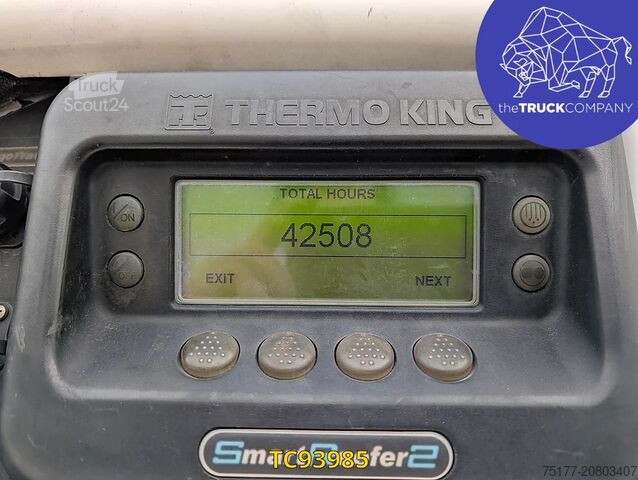 Truck
Scout24
theTRUCKCOMPANY
THERMO KING
TOTAL HOURS
42508
EXIT
NEXT
ON
OFF
TC93985
75177-20803407